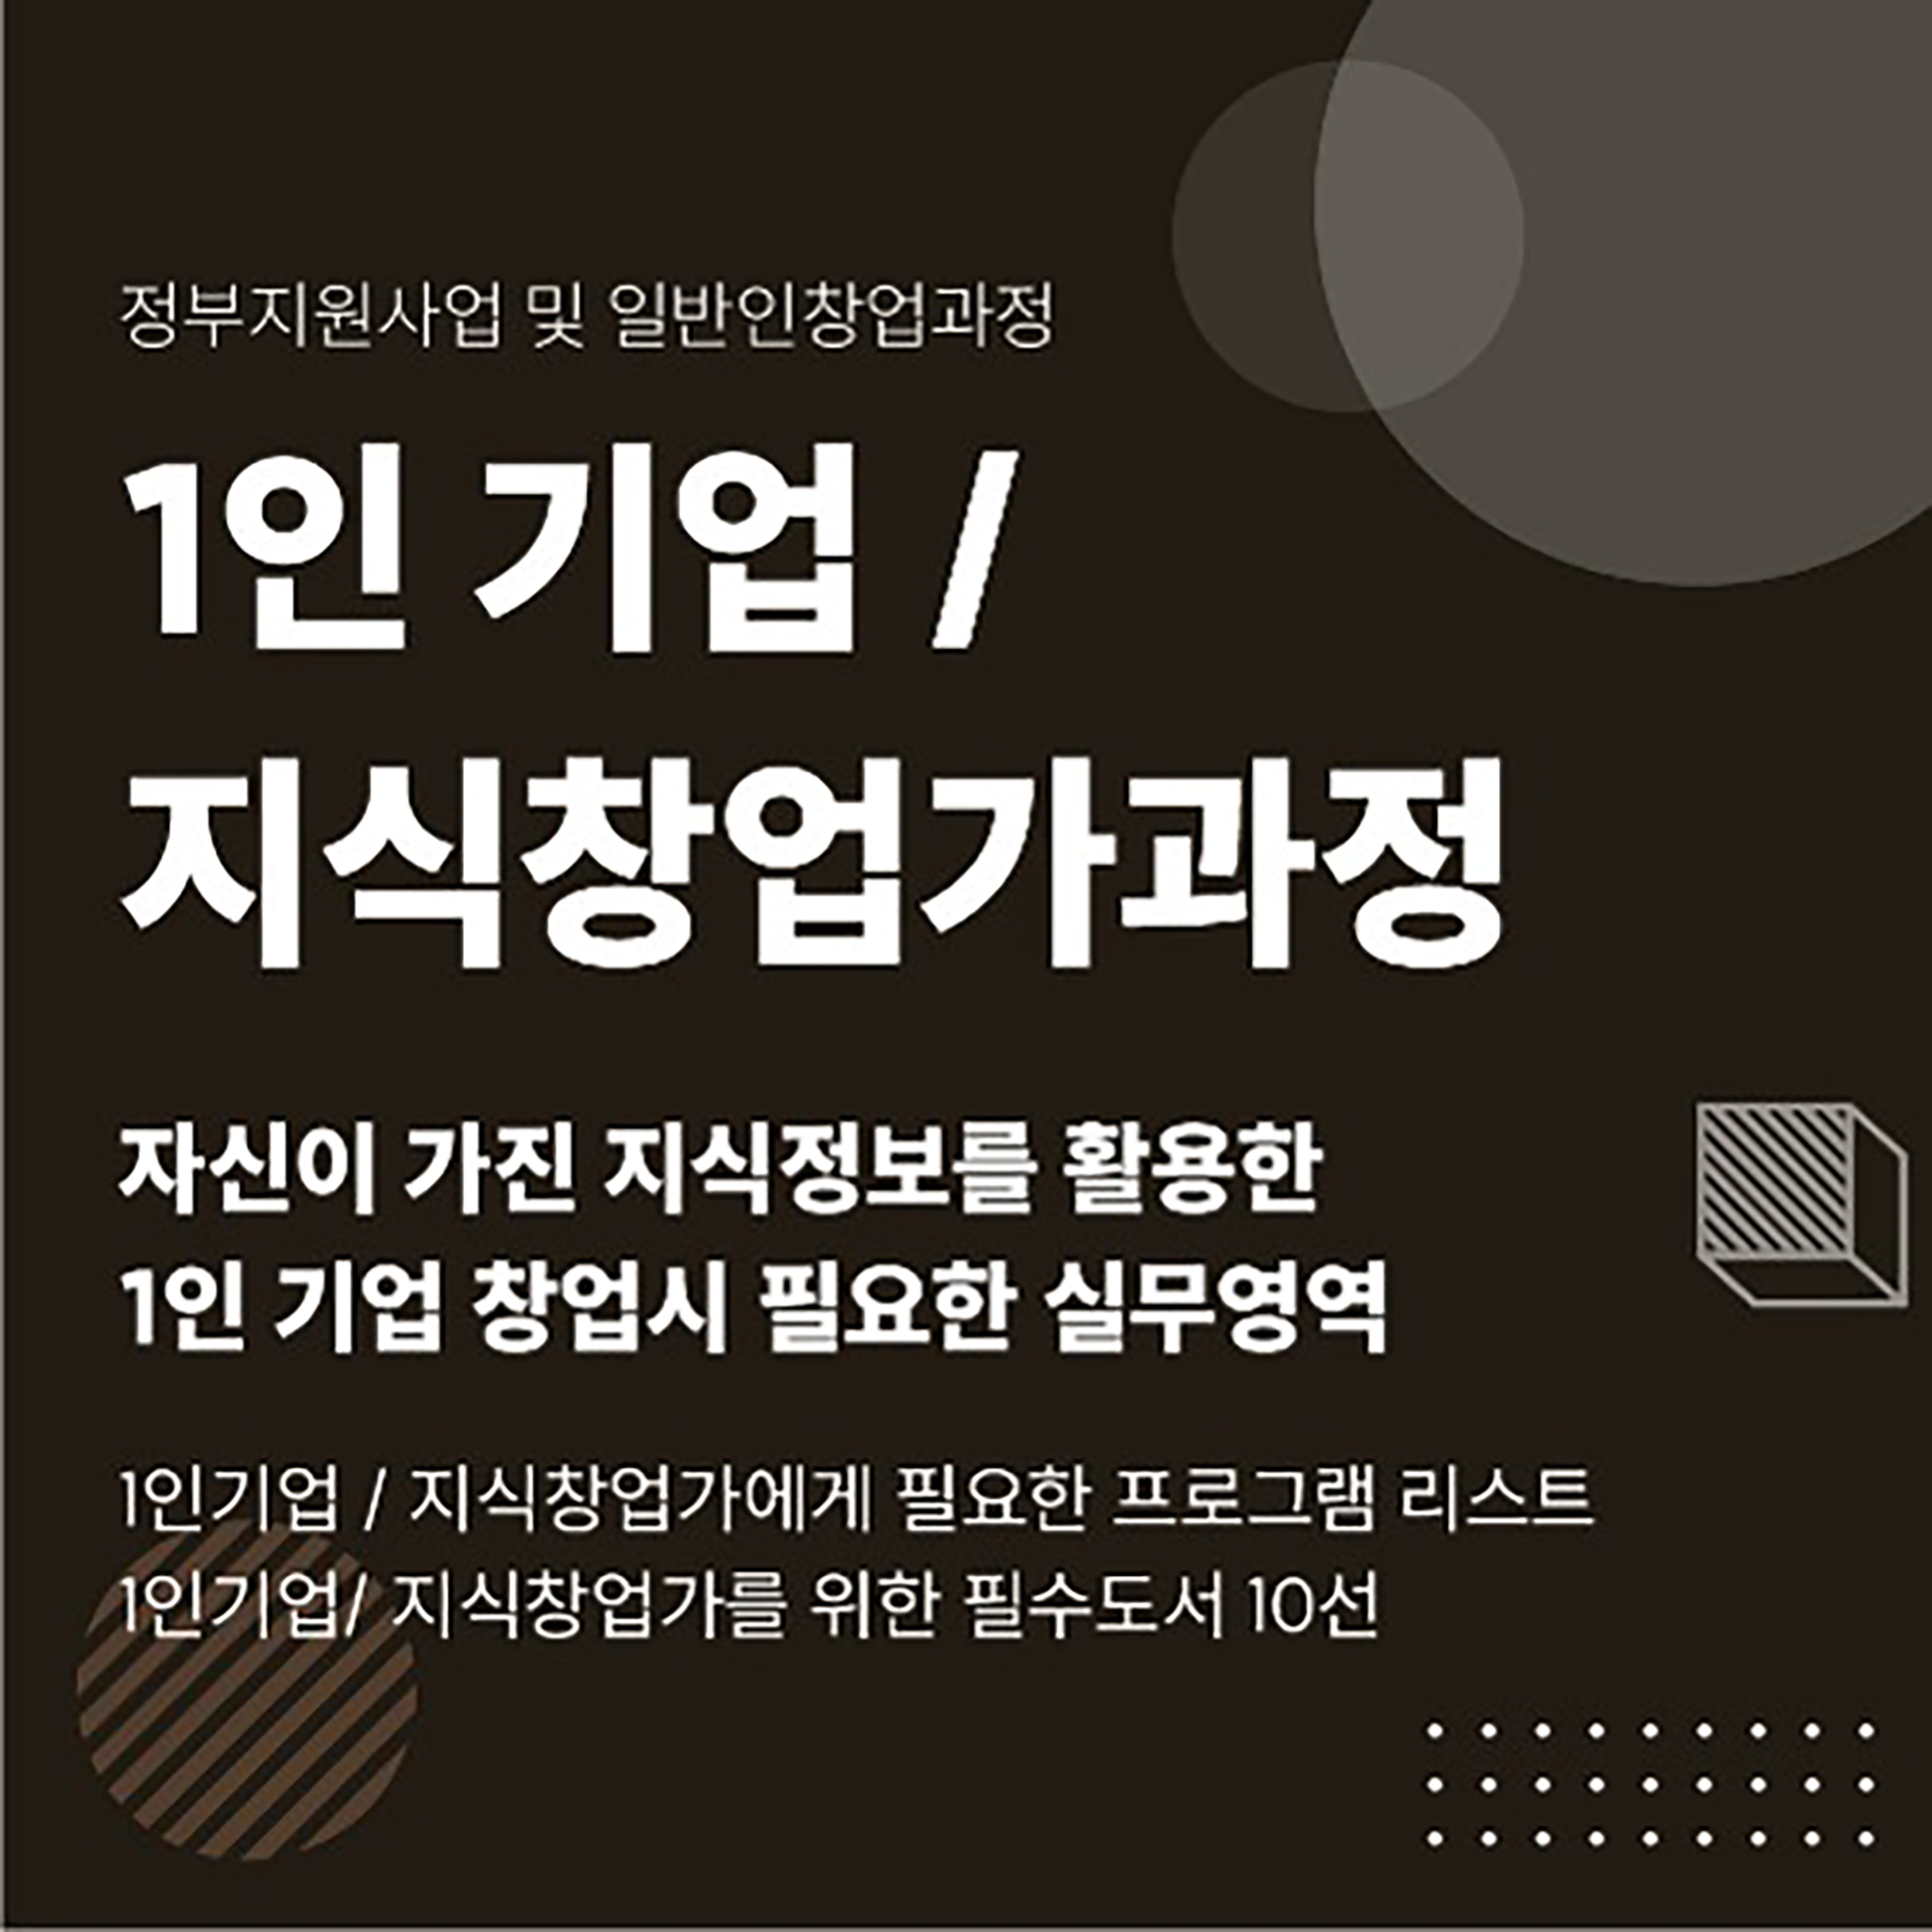 정부지원사업 및 일반인창업과정
1인 기업 /
지식창업가과정
자신이 가진 지식정보를 활용한
1인 기업 창업시 필요한 실무영역
1인기업 / 지식창업가에게 필요한 프로그램 리스트
1인기업/ 지식창업가를 위한 필수도서 10선